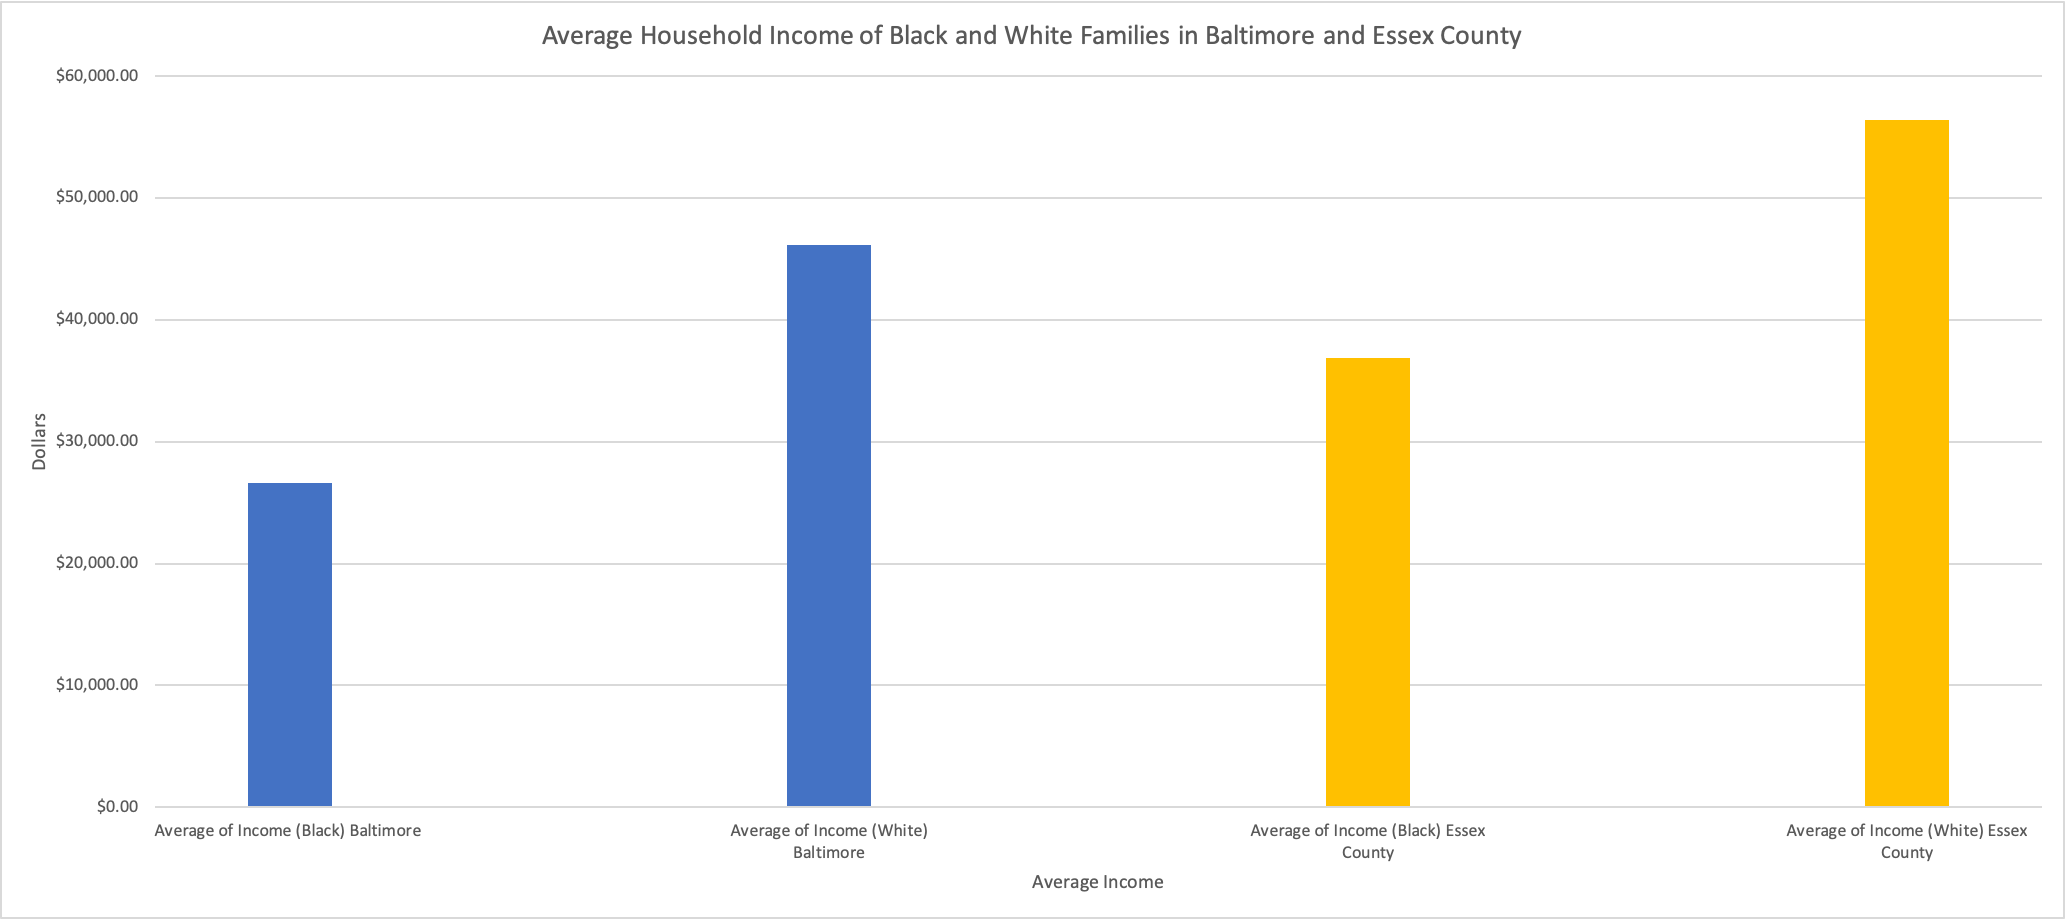 Average Household Income of Black and White Families in Baltimore and Essex County
$60,000.00
$50,000.00
$40,000.00
$30,000.00
$20,000.00
$10,000.00
$0.00
Dollars
Average of Income (Black) Baltimore
Average of Income (White)
Baltimore
Average of Income (Black) Essex
County
Average of Income (White) Essex
County
Average Income